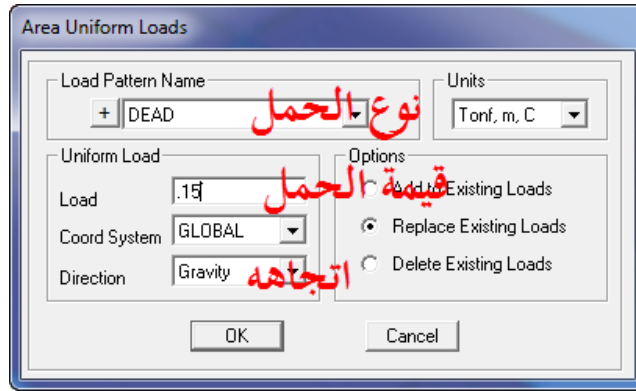 Area Uniform Loads
Load Pattern Name
Units
+ DEAD
نوع الحمل
Tonf, m, C
Uniform Load
Options
Load .15
قيمة الحمل
Add to Existing Loads
Coord System GLOBAL
Replace Existing Loads
Direction Gravity
اتجاهه
Delete Existing Loads
OK
Cancel